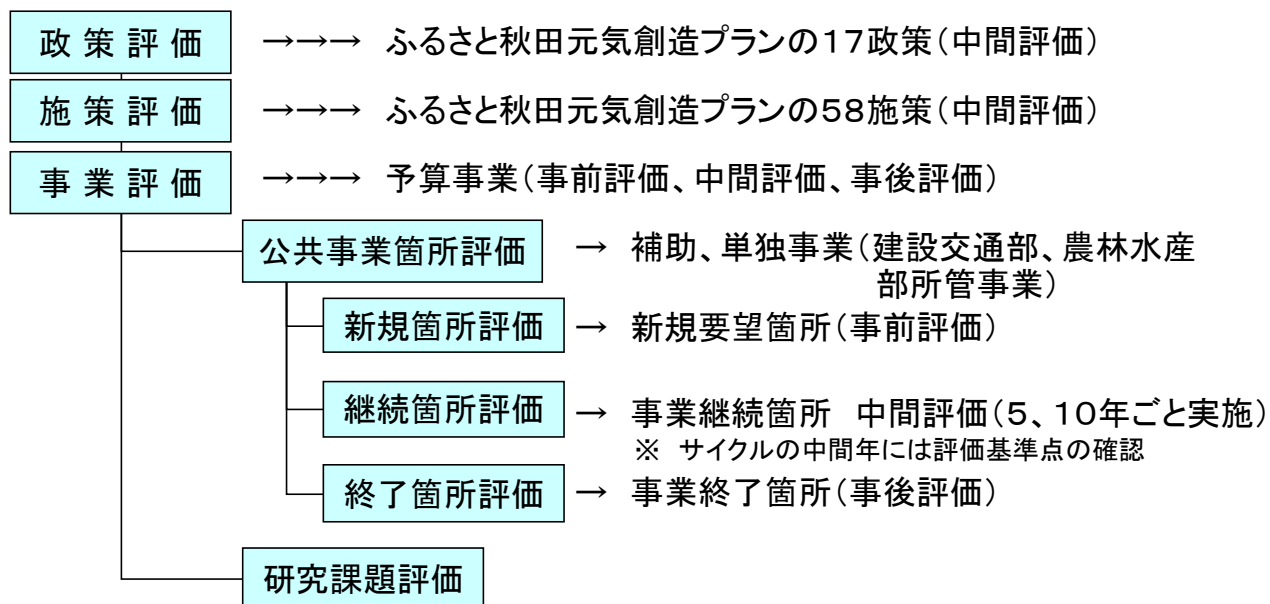 政 策 評 価 →→→ ふるさと秋田元気創造プランの17政策(中間評価)
施 策 評 価 →→→ ふるさと秋田元気創造プランの58施策(中間評価)
事 業 評 価 →→→ 予算事業(事前評価、中間評価、事後評価)
公共事業箇所評価 → 補助、単独事業(建設交通部、農林水産
部所管事業)
新規箇所評価 → 新規要望箇所(事前評価)
継続箇所評価 → 事業継続箇所 中間評価(5、10年ごと実施)
※ サイクルの中間年には評価基準点の確認
終了箇所評価 → 事業終了箇所(事後評価)
研究課題評価